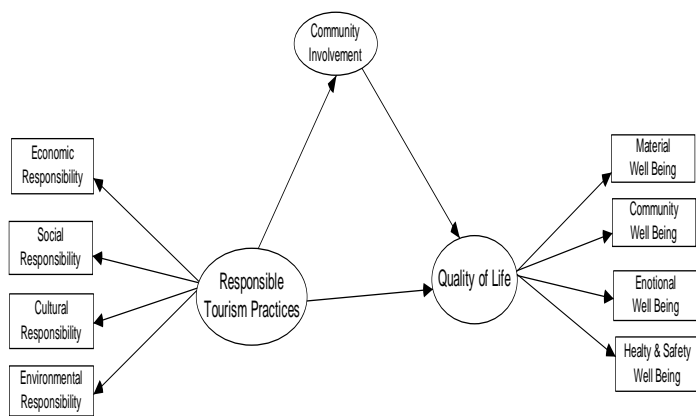 Community
Involvement
Economic
Responsibility
Social
Responsibility
Cultural
Responsibility
Environmental
Responsibility
Responsible
Tourism Practices
Quality of Life
Material
Well Being
Community
Well Being
Enotional
Well Being
Healty & Safety
Well Being